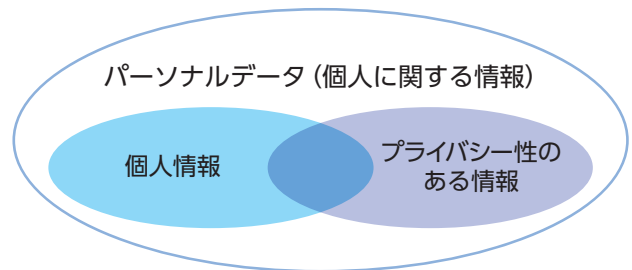 パーソナルデータ（個人に関する情報）
個人情報
プライバシー性の
ある情報